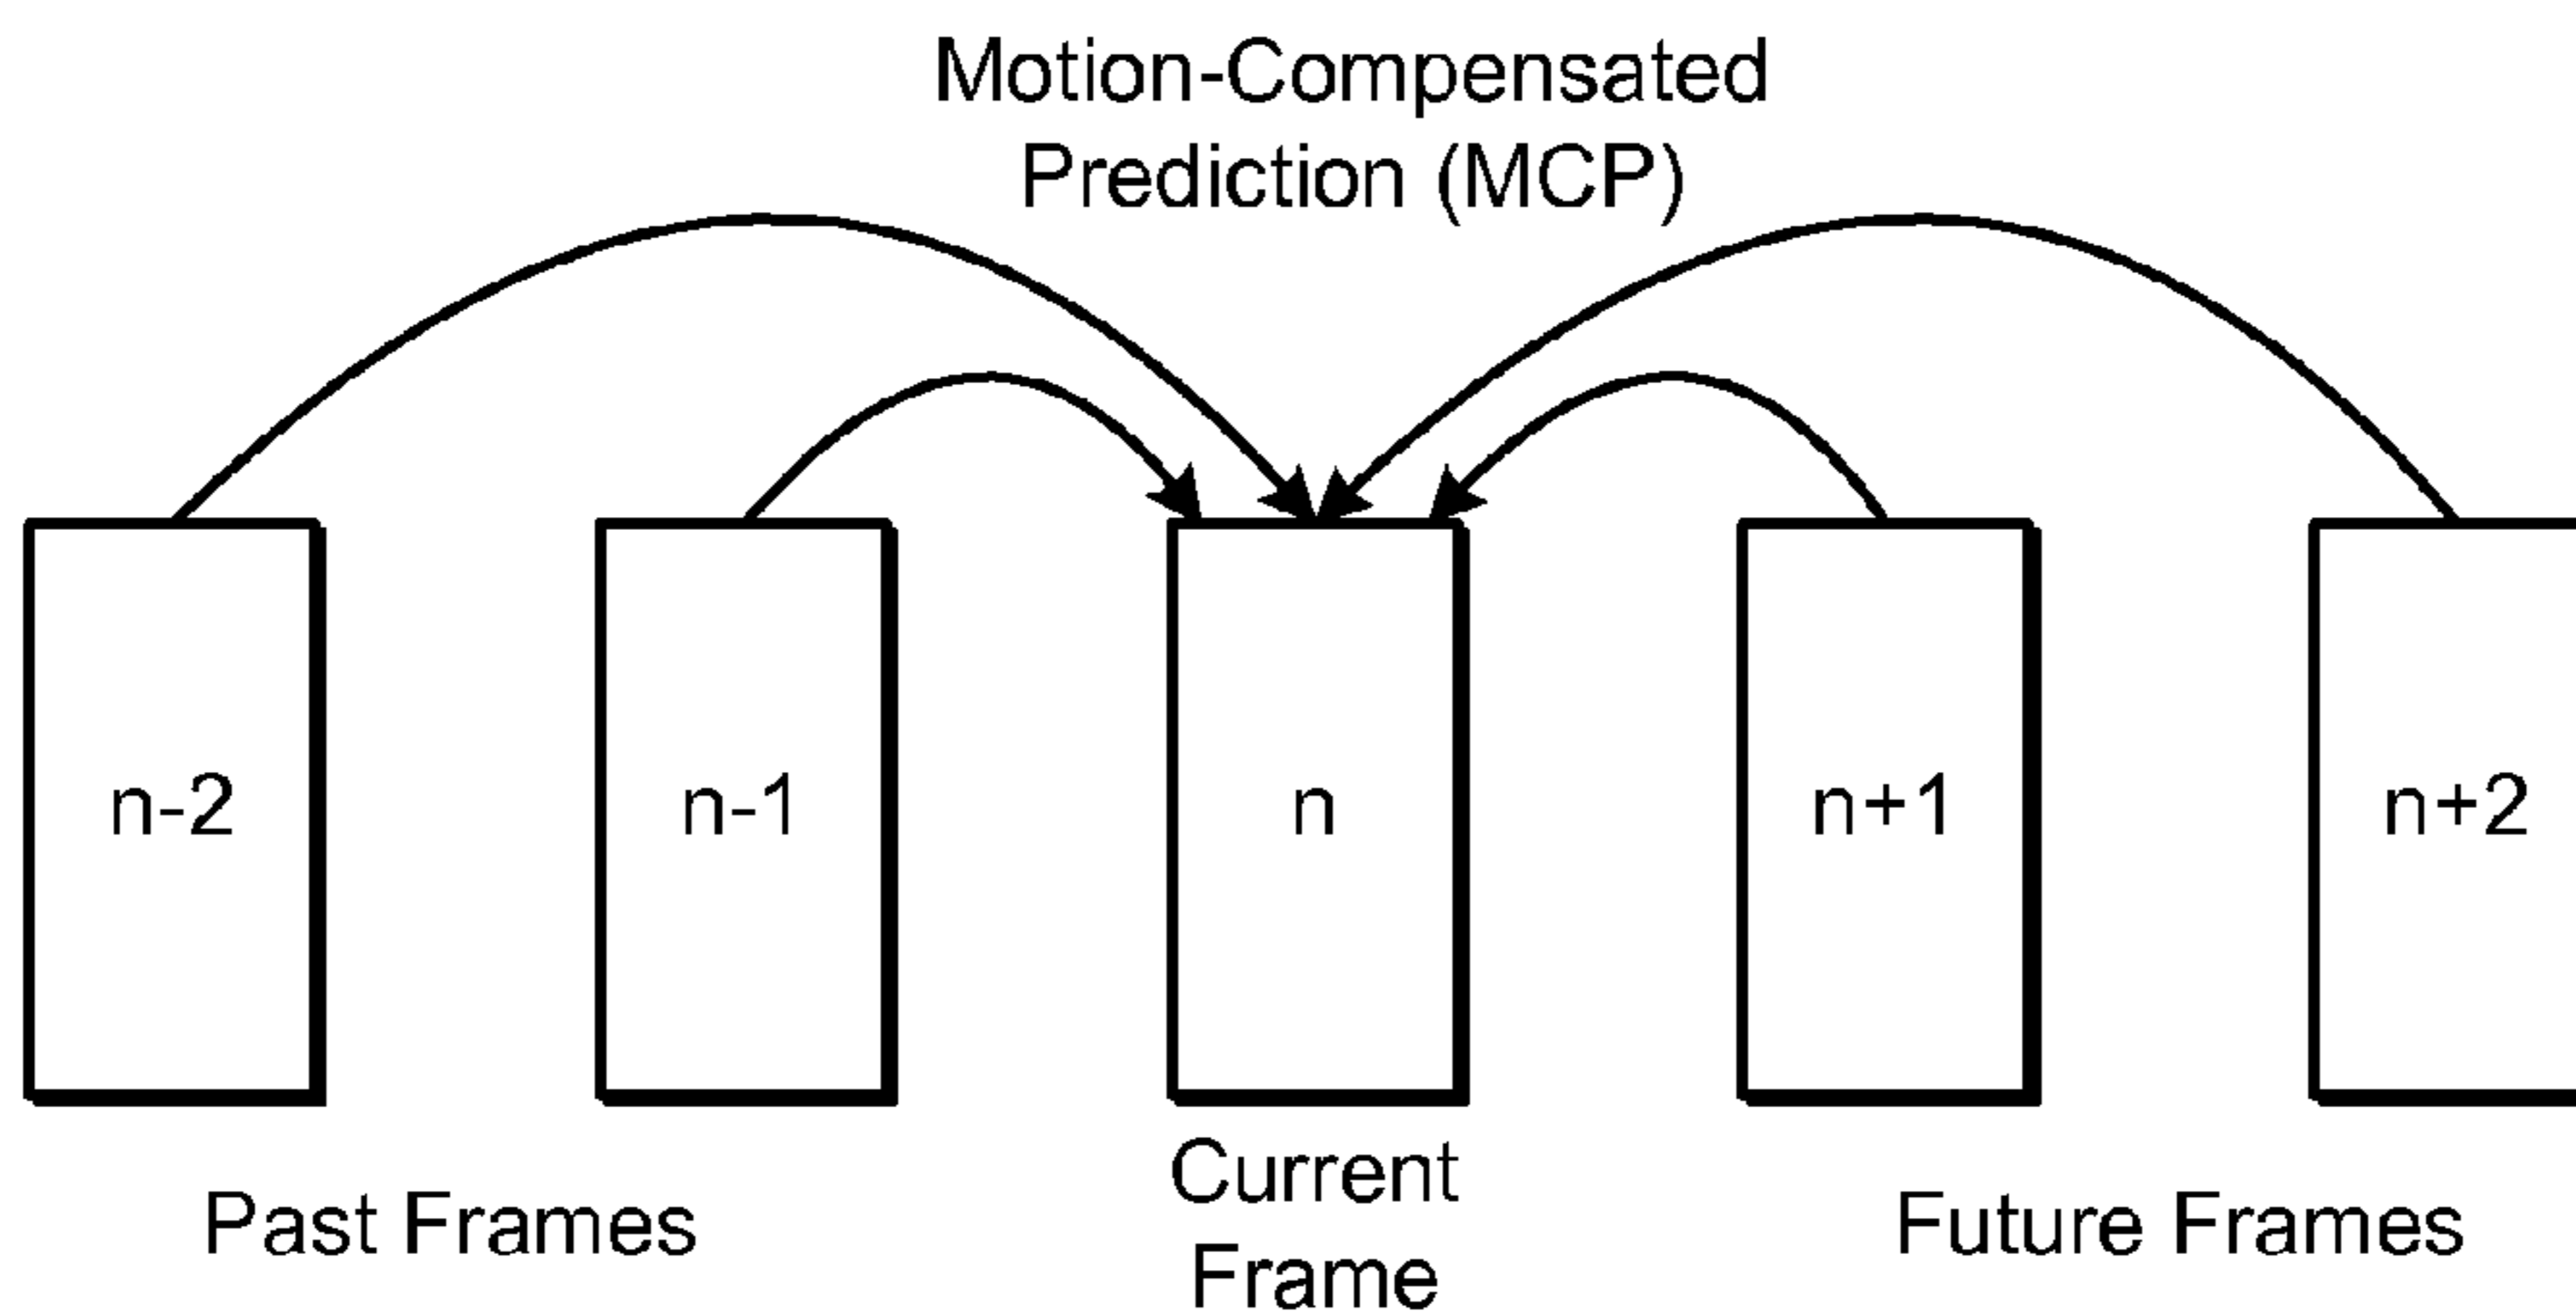 Motion-Compensated
Prediction (MCP)
n-2
n-1
n
n+1
n+2
Past Frames
Current
Frame
Future Frames